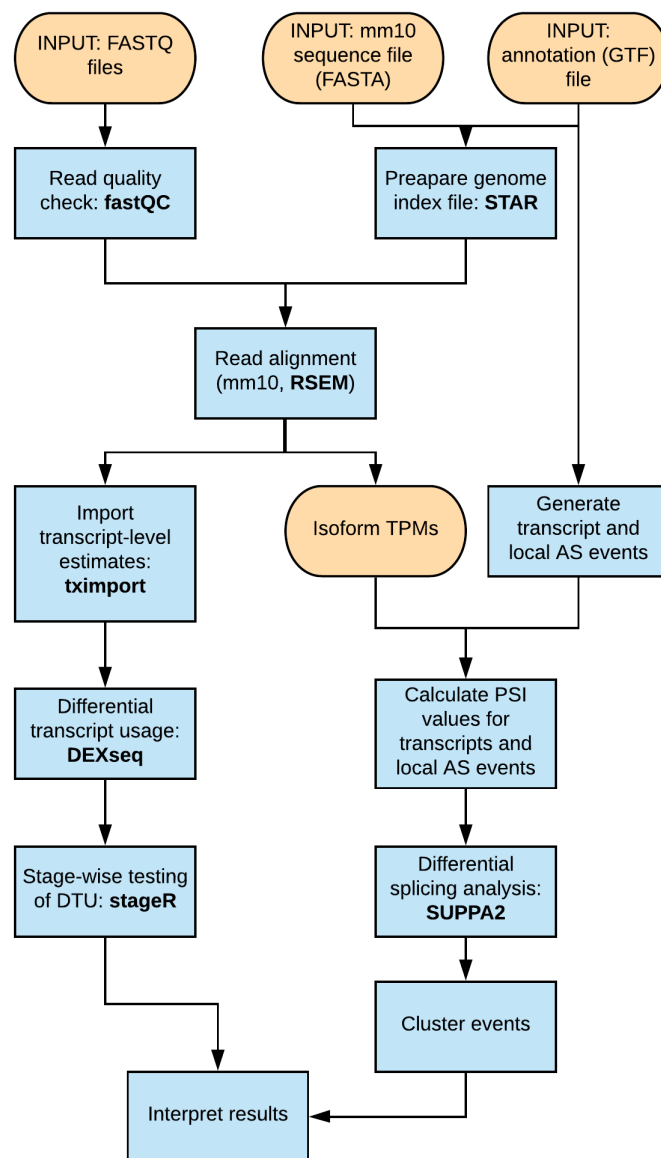 INPUT: FASTQ
files
INPUT: mm10
sequence file
(FASTA)
INPUT:
annotation (GTF)
file
Read quality
check: fastQC
Preapare genome
index file: STAR
Read alignment
(mm10, RSEM)
Import
transcript-level
estimates:
tximport
Isoform TPMs
Generate
transcript and
local AS events
Differential
transcript usage:
DEXseq
Calculate PSI
values for
transcripts and
local AS events
Stage-wise testing
of DTU: stageR
Differential
splicing analysis:
SUPPA2
Cluster events
Interpret results